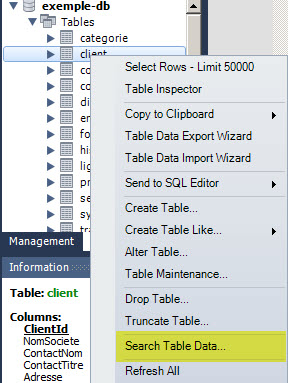 exemple-db
Tables
categorie
client
Select Rows - Limit 50000
Table Inspector
Copy to Clipboard
Table Data Export Wizard
Table Data Import Wizard
Send to SQL Editor
Create Table...
Create Table Like...
Alter Table...
Table Maintenance...
Drop Table...
Truncate Table...
Search Table Data...
Refresh All
co
co
di
en
fo
his
lig
pr
se
sy
tra
Management
Information
Table: client
Columns:
ClientId
NomSociete
ContactNom
ContactTitre
Adresse